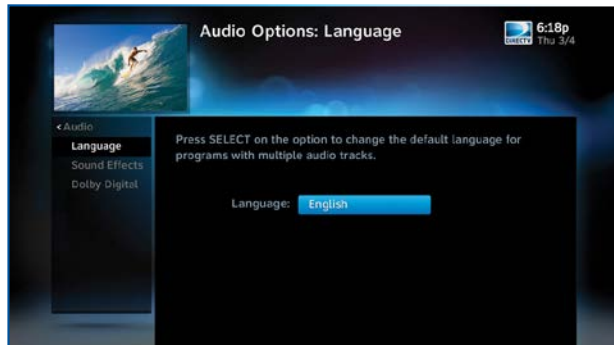 Audio Options: Language
DIRECTV
6:18p
Thu 3/4
<Audio
Language
Sound Effects
Dolby Digital
Press SELECT on the option to change the default language for
programs with multiple audio tracks.
Language: English